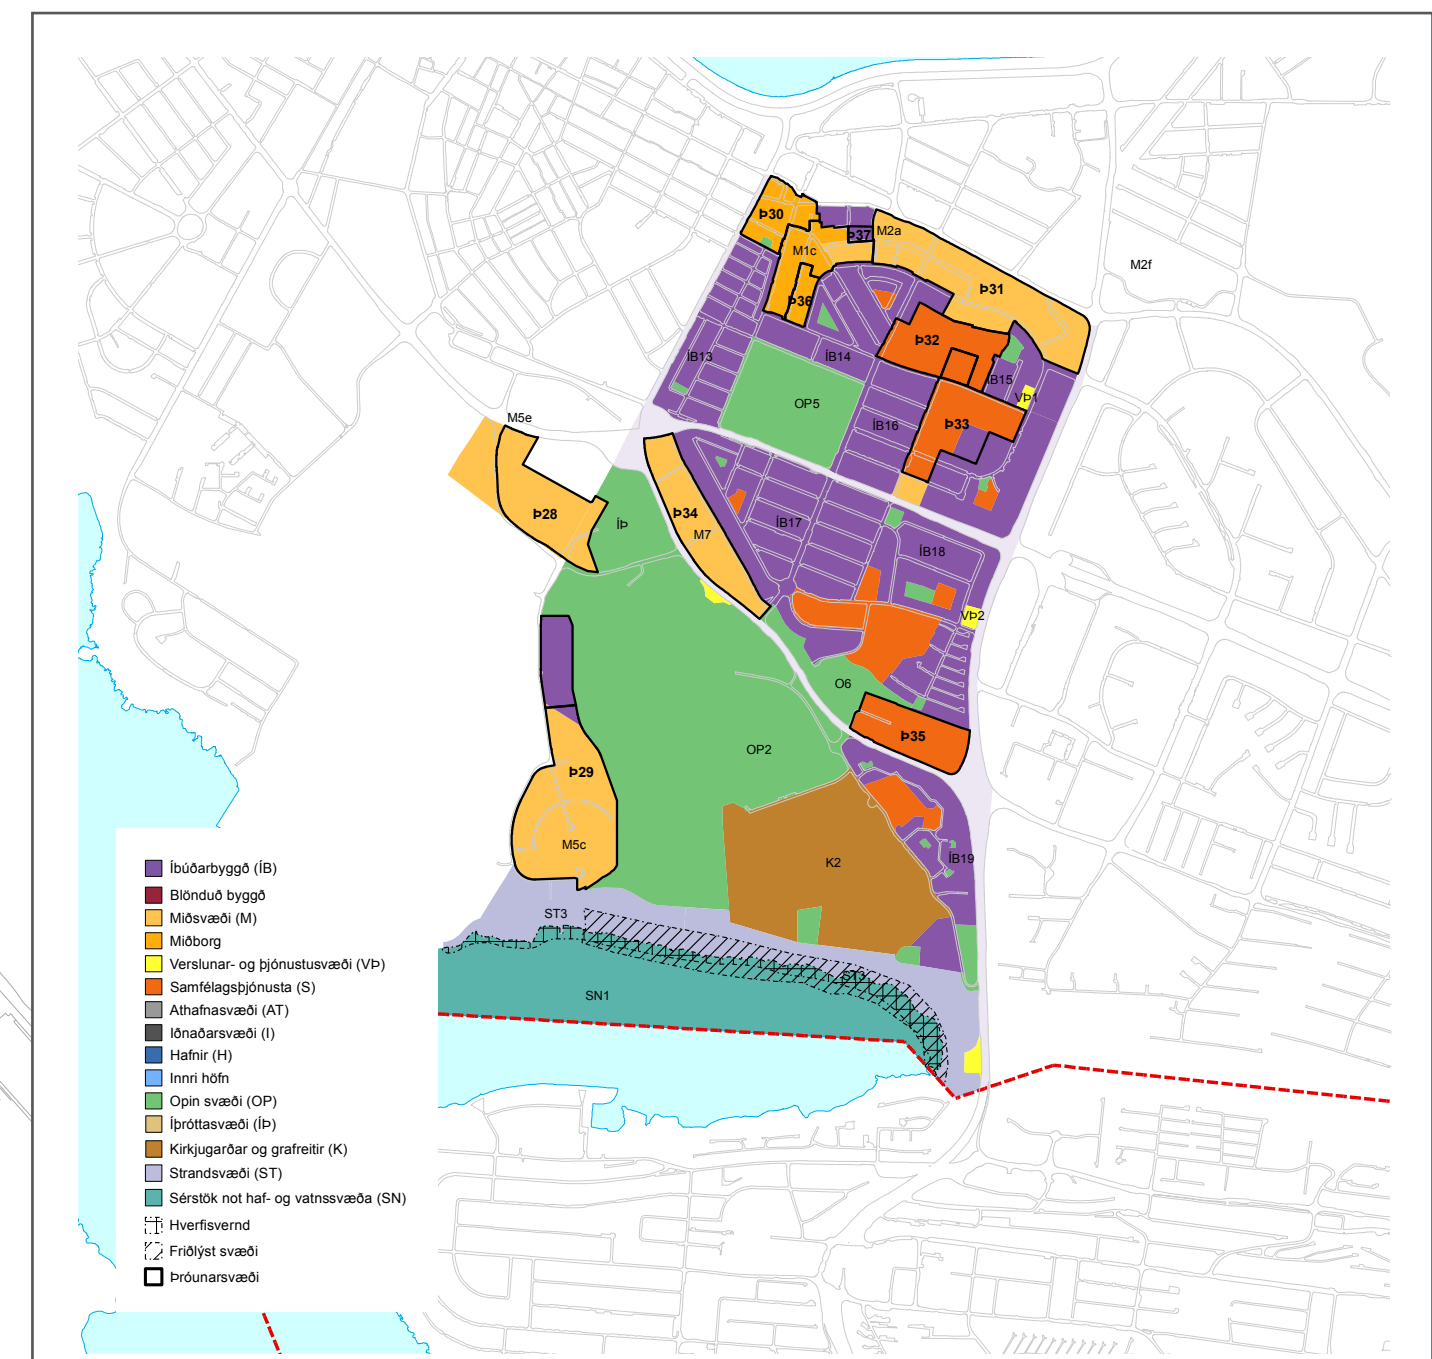 Þ30
Þ37
M2a
M1c
M2f
Þ31
Þ36
Þ32
ÍB13
ÍB14
ÍB15
VÞ1
OP5
M5e
ÍB16
Þ33
Þ28
ÍÞ
Þ34
M7
ÍB17
ÍB18
VÞ2
O6
Þ35
OP2
Þ29
M5c
K2
ÍB19
ST3
ST3
SN1
Íbúðarbyggð (ÍB)
Blönduð byggð
Miðsvæði (M)
Miðborg
Verslunar- og þjónustusvæði (VÞ)
Samfélagsþjónusta (S)
Athafnasvæði (AT)
Iðnaðarsvæði (I)
Hafnir (H)
Innri höfn
Opin svæði (OP)
Íþróttasvæði (ÍÞ)
Kirkjugarðar og grafreitir (K)
Strandsvæði (ST)
Sérstök not haf- og vatnssvæða (SN)
Hverfisvernd
Friðlýst svæði
Þróunarsvæði